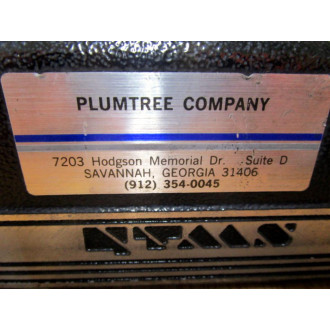 PLUMTREE COMPANY
7203 Hodgson Memorial Dr. Suite D
SAVANNAH, GEORGIA 31406
(912) 354-0045